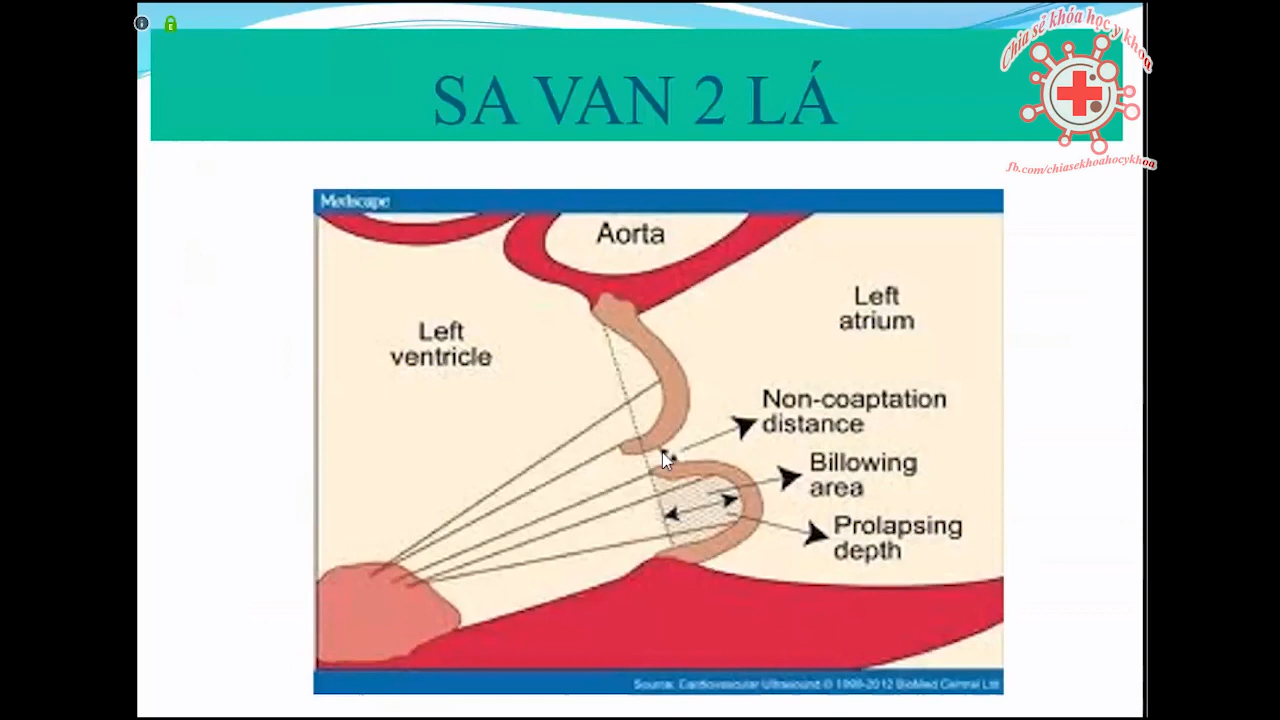 Chia sẻ khóa học y khoa
SA VAN 2 LÁ
fb.com/chiasekhoahocykhoa
Medscape
Aorta
Left
atrium
Left
ventricle
Non-coaptation
distance
Billowing
area
Prolapsing
depth
Source: Cardiovascular Ultrasound © 1998-2012 BioMed Central Ltd